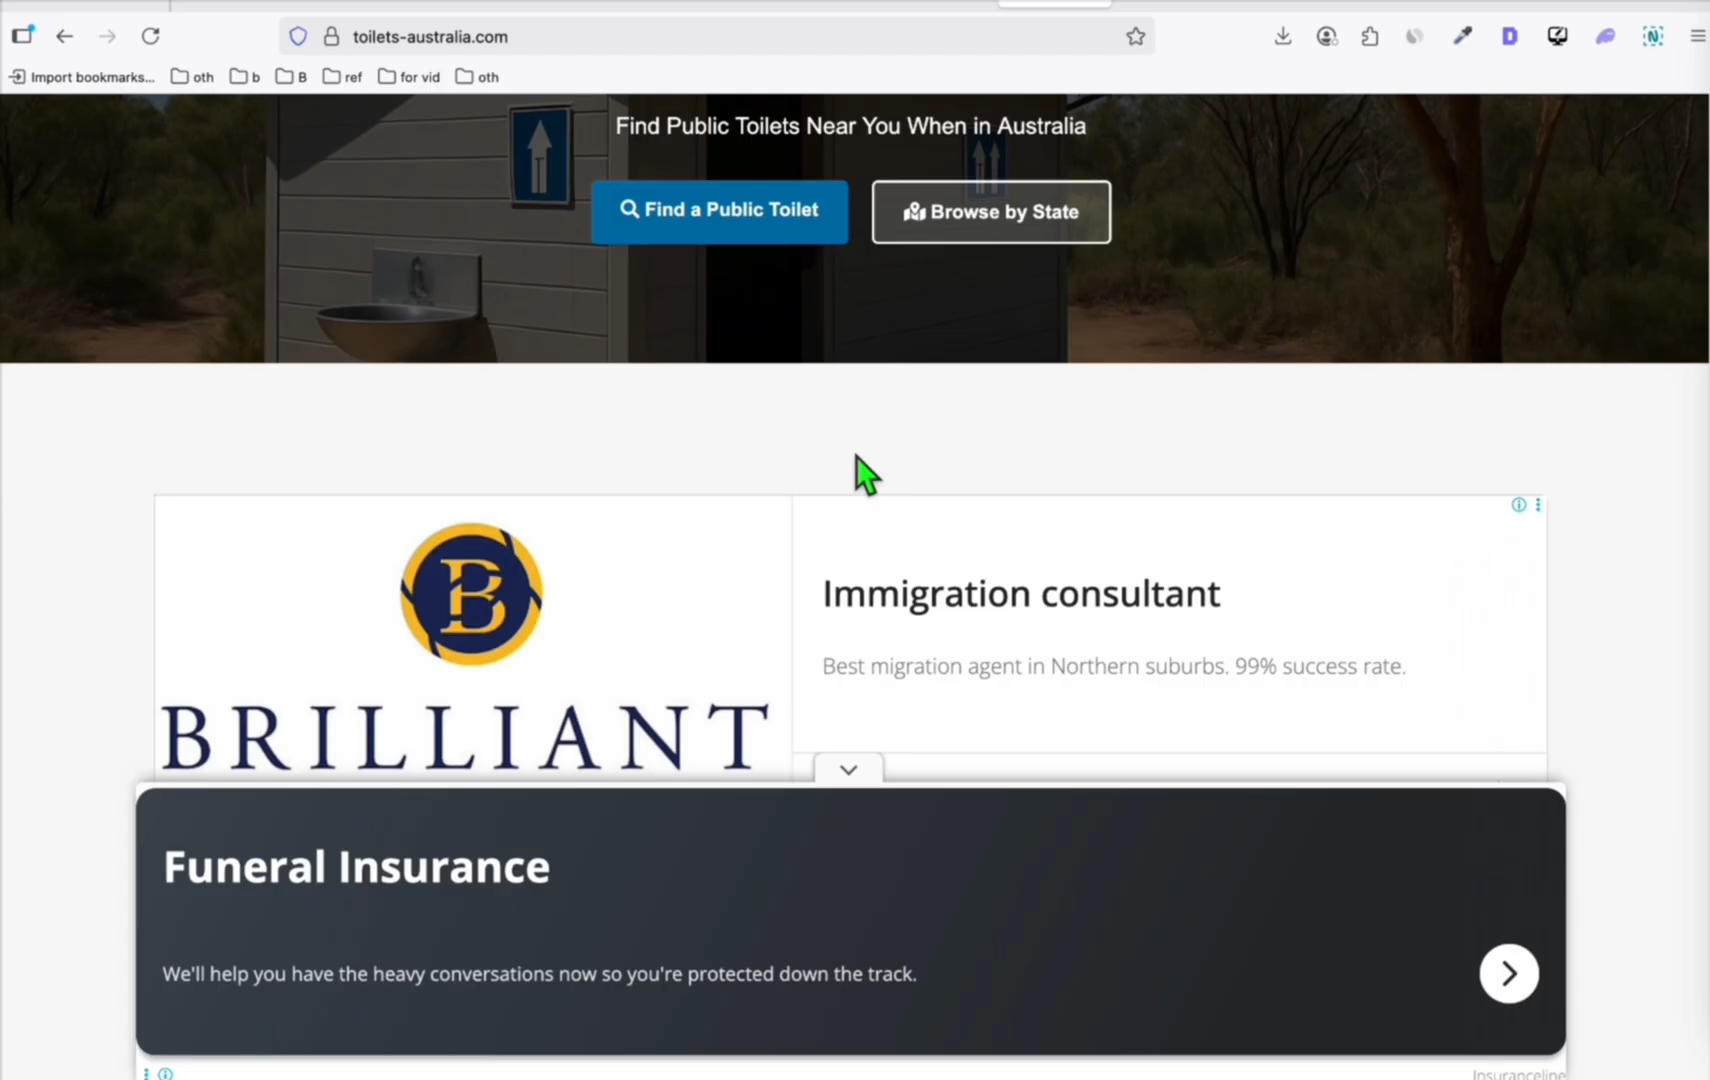 toilets-australia.com
Import bookmarks... oth b B ref for vid oth
Find Public Toilets Near You When in Australia
Find a Public Toilet
Browse by State
B
BRILLIANT
Immigration consultant
Best migration agent in Northern suburbs. 99% success rate.
Funeral Insurance
We'll help you have the heavy conversations now so you're protected down the track.
Insuranceline